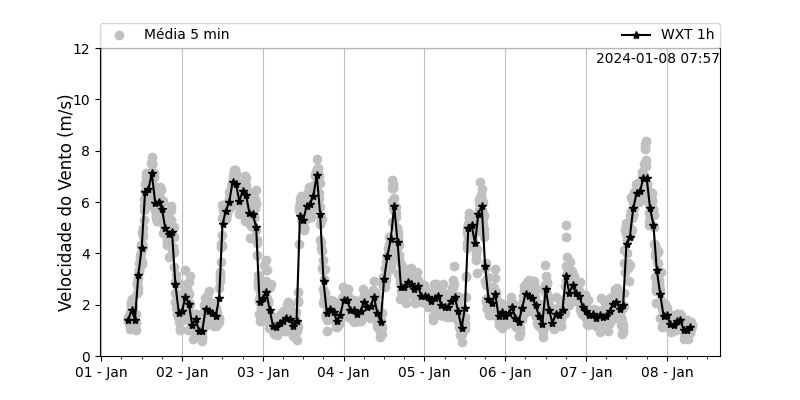 Média 5 min WXT 1h
2024-01-08 07:57
12
10
8
6
4
2
0
Velocidade do Vento (m/s)
01 - Jan 02 - Jan 03 - Jan 04 - Jan 05 - Jan 06 - Jan 07 - Jan 08 - Jan